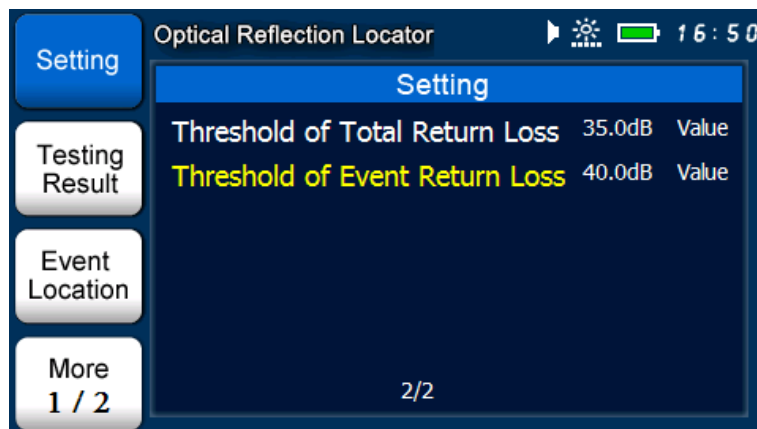 Setting
Optical Reflection Locator
16:50
Setting
Threshold of Total Return Loss 35.0dB Value
Threshold of Event Return Loss 40.0dB Value
Testing
Result
Event
Location
More
1 / 2
2/2